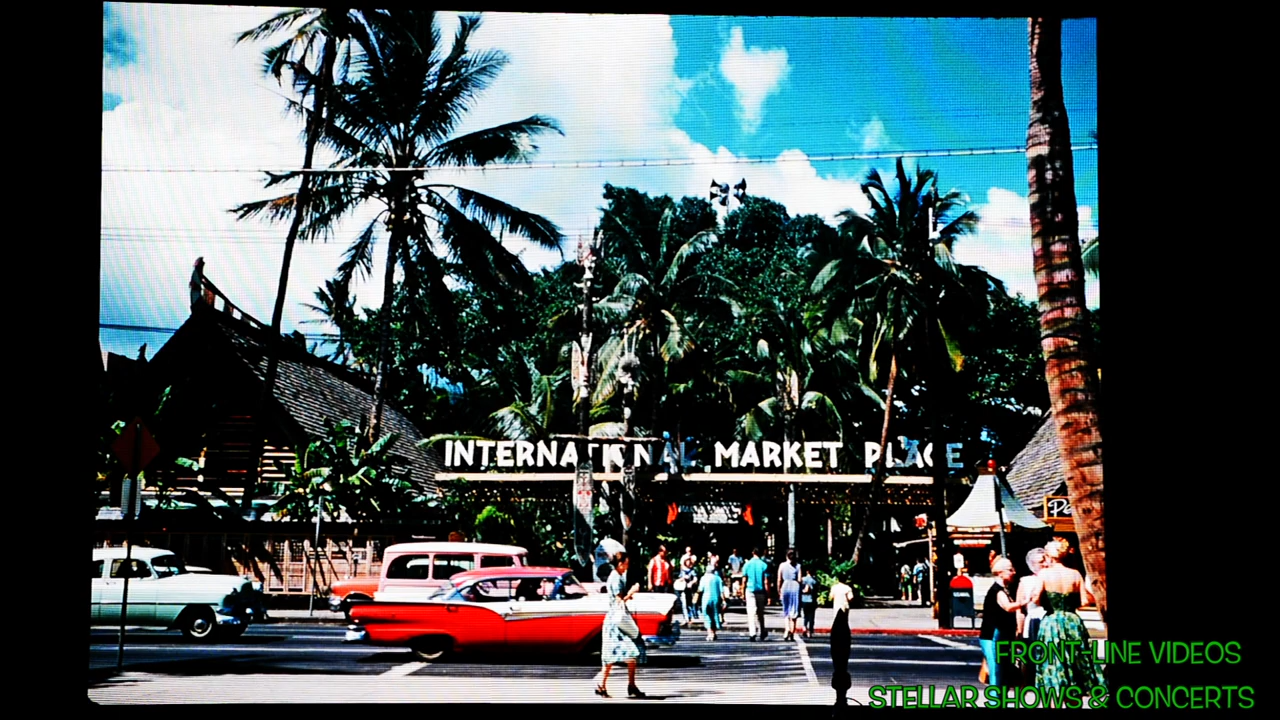 INTERNATIONAL MARKET PLACE
FRONT-LINE VIDEOS
STELLAR SHOWS & CONCERTS